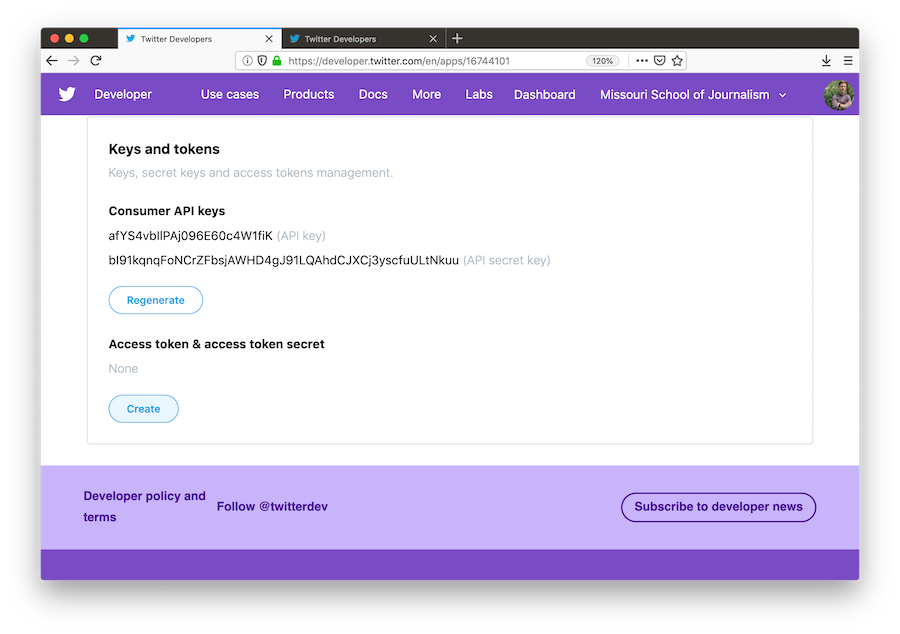 Twitter Developers
Twitter Developers
https://developer.twitter.com/en/apps/16744101
120%
Developer
Use cases
Products
Docs
More
Labs
Dashboard
Missouri School of Journalism
Keys and tokens
Keys, secret keys and access tokens management.
Consumer API keys
afYS4vbIlPAj096E60c4W1fiK (API key)
bI91kqnqFoNCrZFbsjAWHD4gJ91LQAhdCJXCj3yscfuULtNkuu (API secret key)
Regenerate
Access token & access token secret
None
Create
Developer policy and
terms
Follow @twitterdev
Subscribe to developer news